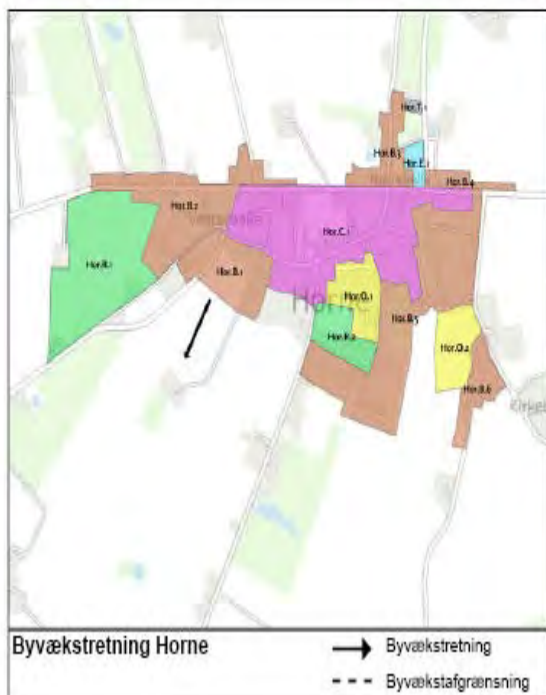 Hor.T.1
Hor.B.3
Hor.E.1
Hor.B.4
Hor.B.2
Hor.C.1
Hor.R.1
Hor.B.1
Hor.O.1
Horne
Hor.R.2
Hor.B.5
Hor.O.2
Hor.B.6
Byvækstretning Horne
Byvækstretning
Byvækstafgrænsning